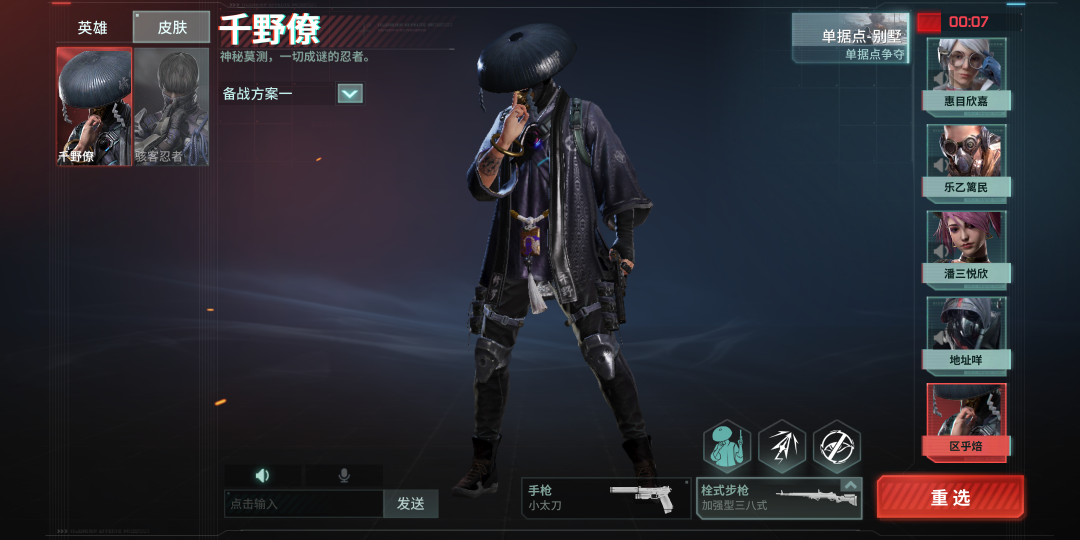 英雄
皮肤
千野僚
骇客忍者
千野僚
神秘莫测，一切成谜的忍者。
备战方案一
单据点-别墅
单据点争夺
00:07
惠目欣嘉
乐乙篱民
潘三悦欣
地址咩
区乎焙
点击输入
发送
手枪
小太刀
栓式步枪
加强型三八式
重选